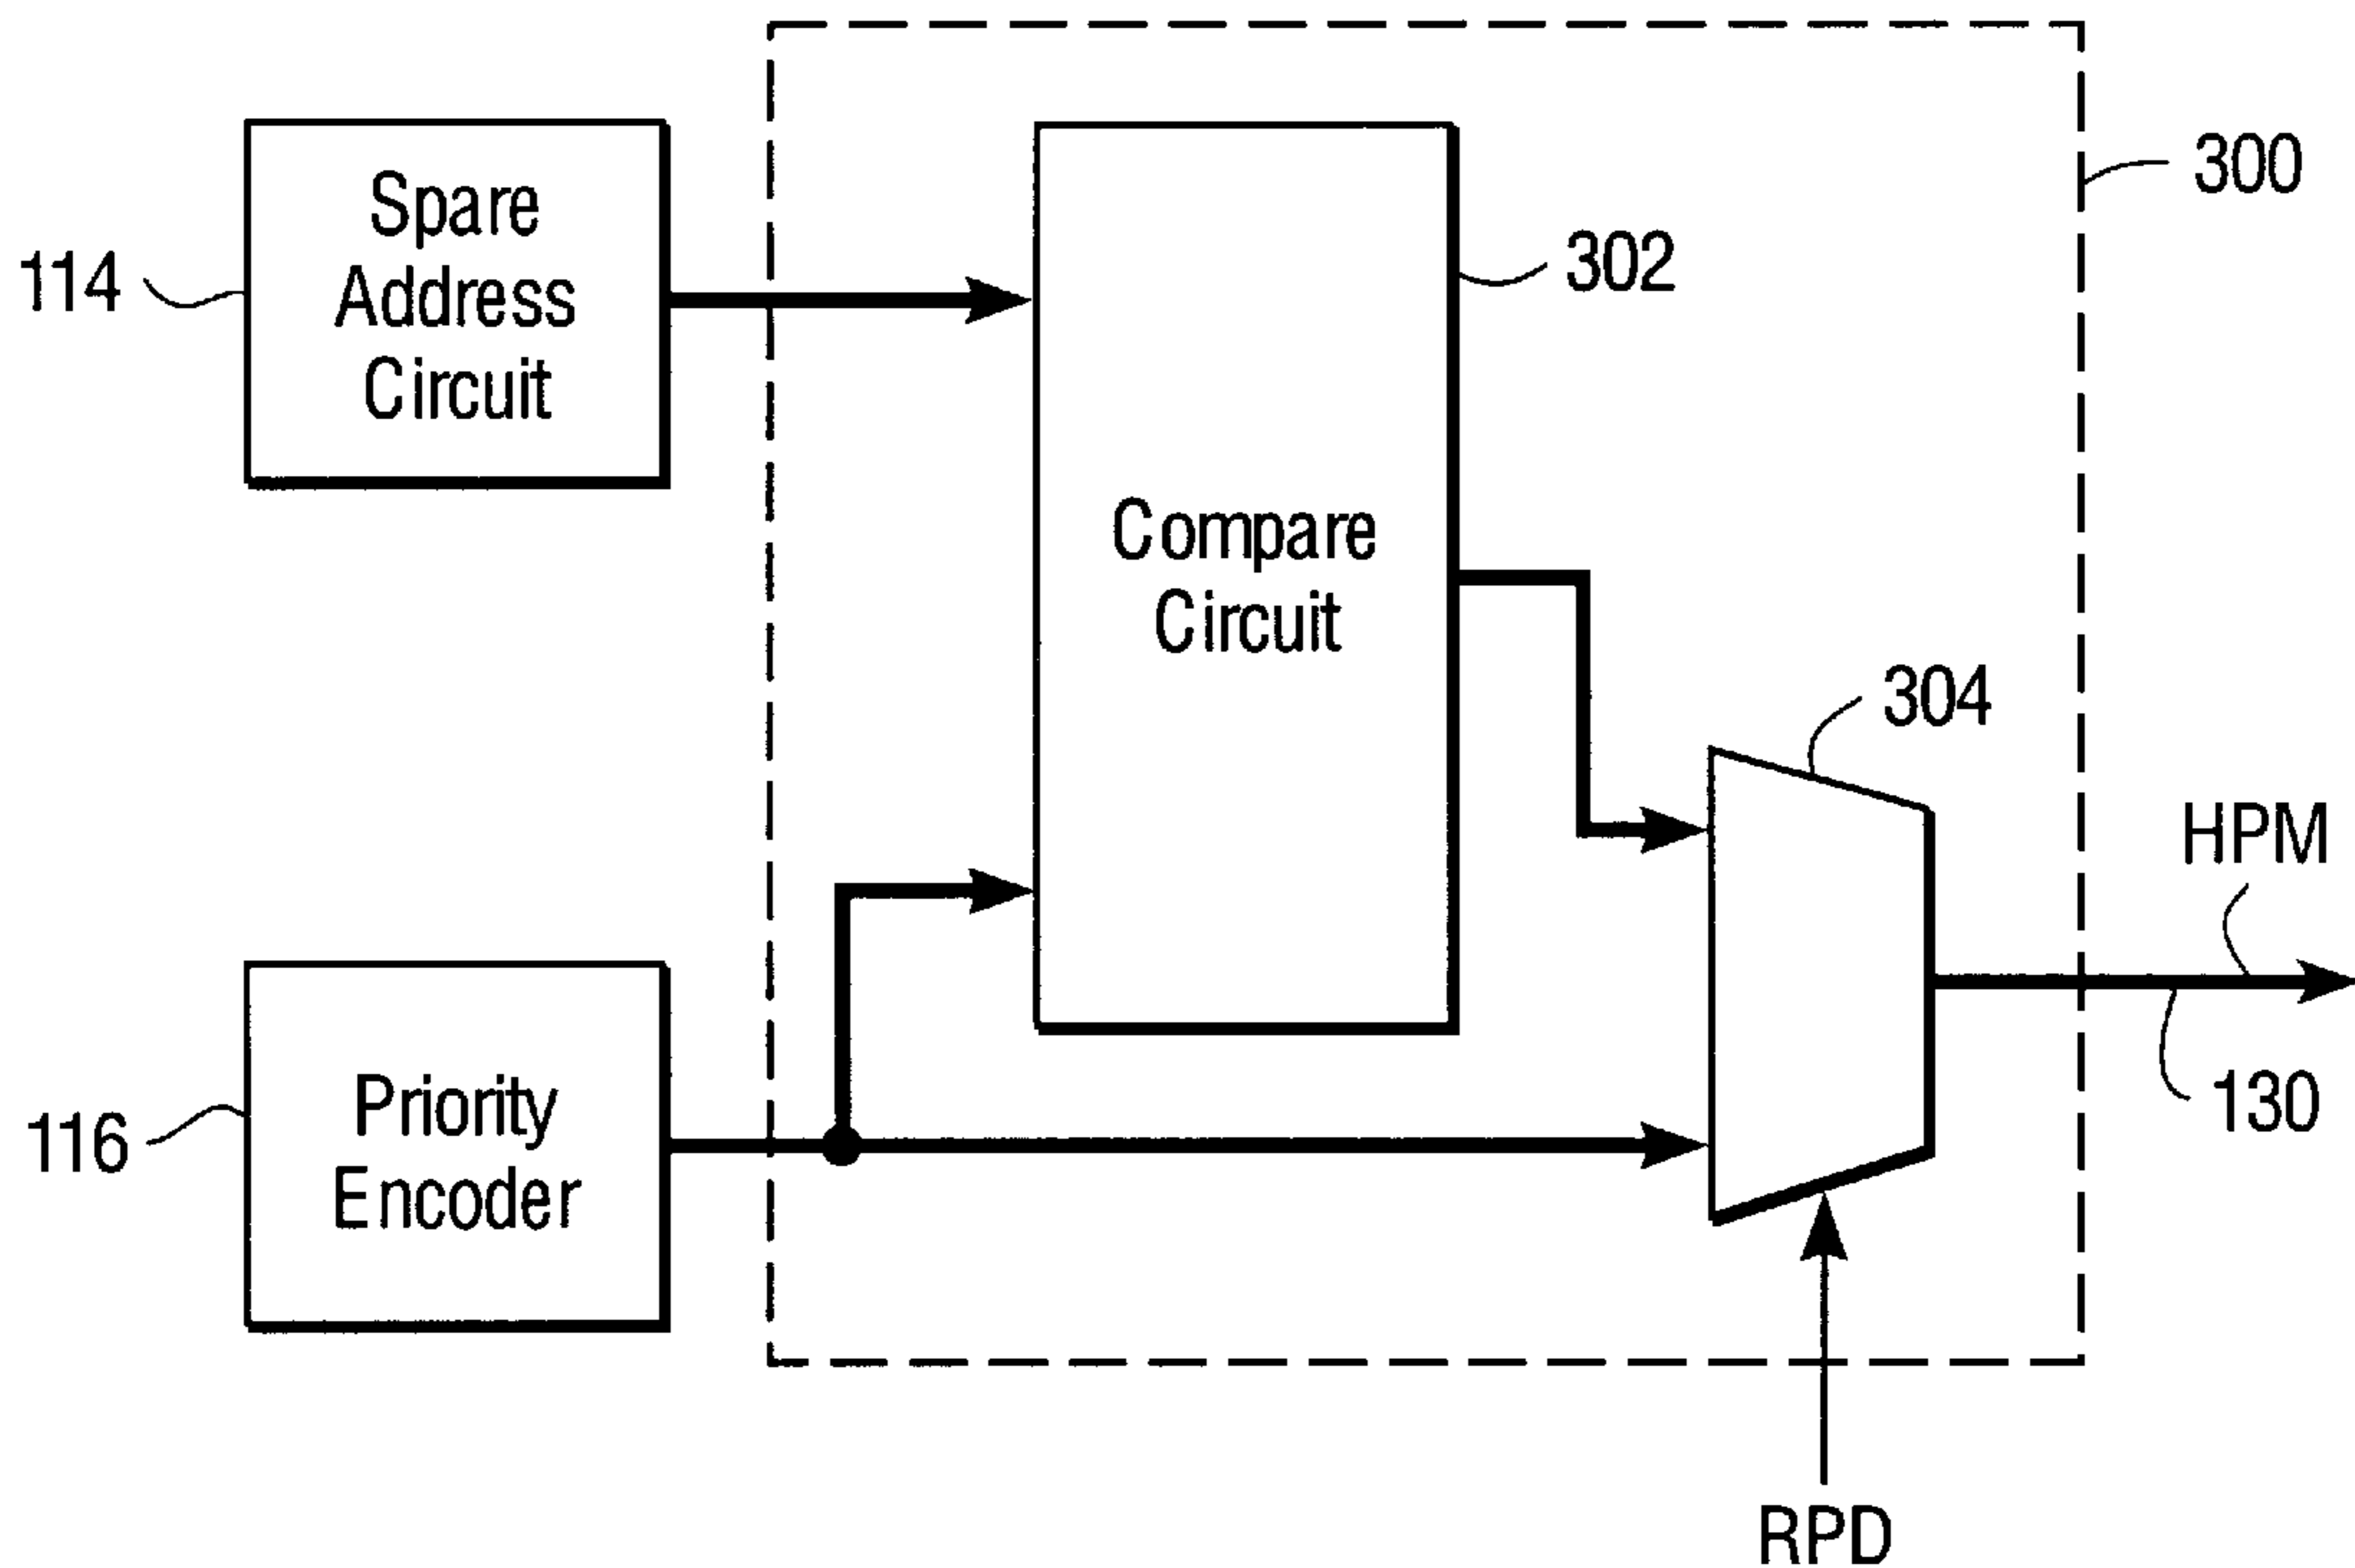 300
Spare
Address
Circuit
114
302
Compare
Circuit
304
HPM
130
Priority
Encoder
116
RPD